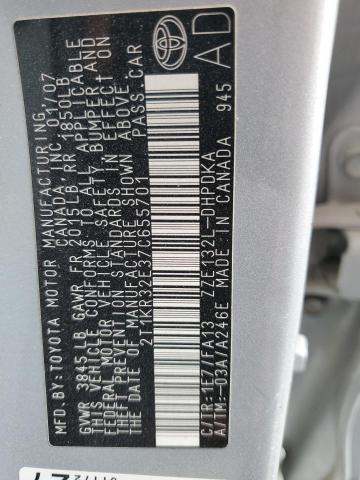 MFD. BY: TOYOTA MOTOR MANUFACTURING,
CANADA INC. 01/07
GVWR 3845 LB GAWR FR 2015LB RR 1850LB
THIS VEHICLE CONFORMS TO ALL APPLICABLE
FEDERAL MOTOR VEHICLE SAFETY, BUMPER AND
THEFT PREVENTION STANDARDS IN EFFECT ON
THE DATE OF MANUFACTURE SHOWN ABOVE.
2T1KR32E37C655701 PASS. CAR
C/TR: 1E7/FA13 ZZE132L-DHPDKA
A/TM: -03A/A246E MADE IN CANADA 945
AD